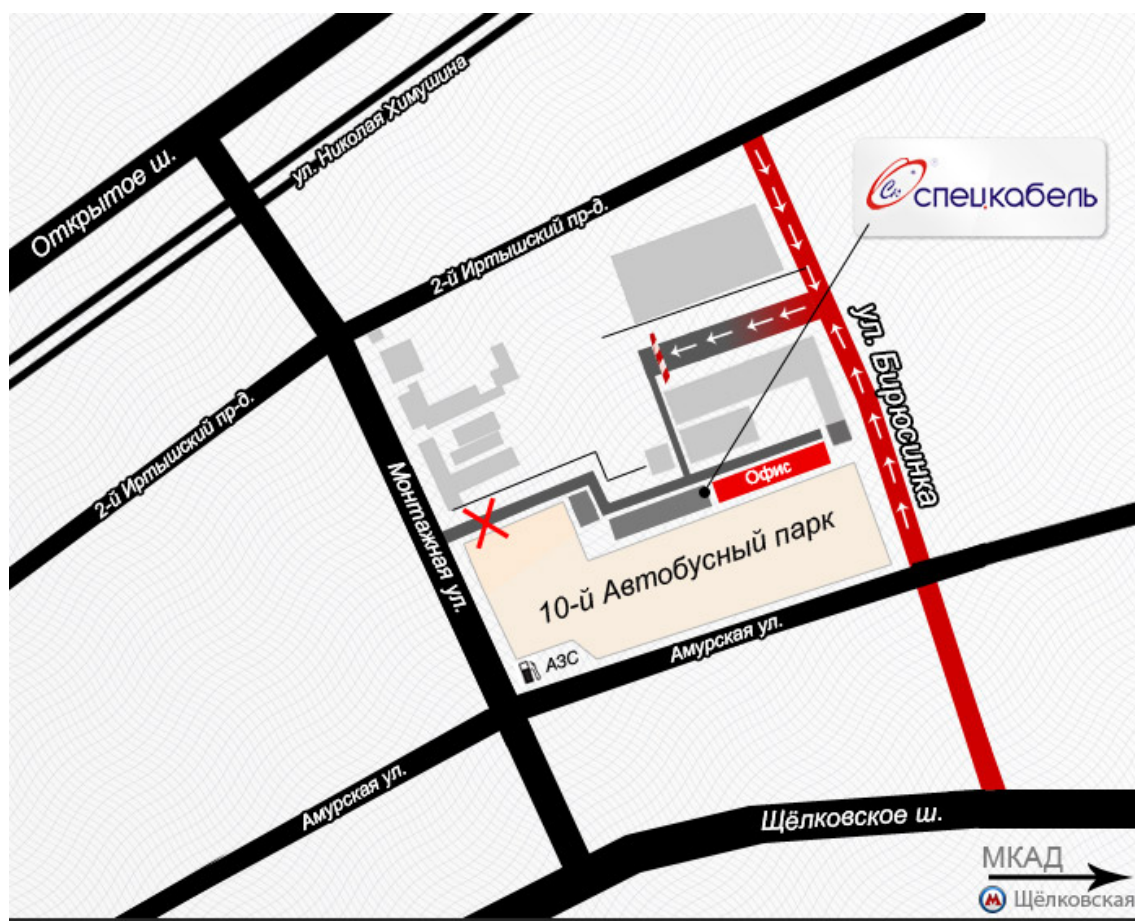 Открытое ш.
ул. Николая Химушина
2-й Иртышский пр-д.
Ск
®
спецкабель
2-й Иртышский пр-д.
ул. Бирюсинка
Монтажная ул.
Офис
10-й Автобусный парк
АЗС
Амурская ул.
Амурская ул.
Щёлковское ш.
МКАД
М Щёлковская